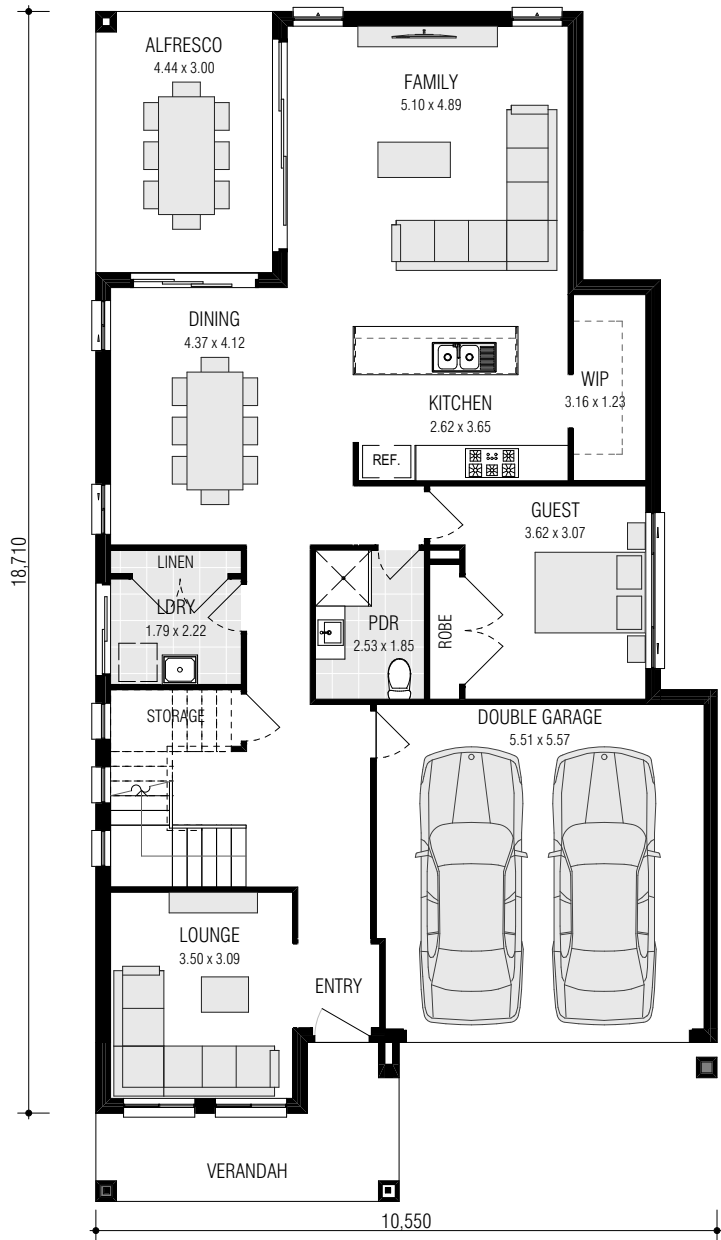 ALFRESCO
4.44 x 3.00
FAMILY
5.10 x 4.89
DINING
4.37 x 4.12
WIP
3.16 x 1.23
KITCHEN
2.62 x 3.65
REF.
GUEST
3.62 x 3.07
18,710
LINEN
LDRY
1.79 x 2.22
PDR
2.53 x 1.85
ROBE
STORAGE
DOUBLE GARAGE
5.51 x 5.57
LOUNGE
3.50 x 3.09
ENTRY
VERANDAH
10,550